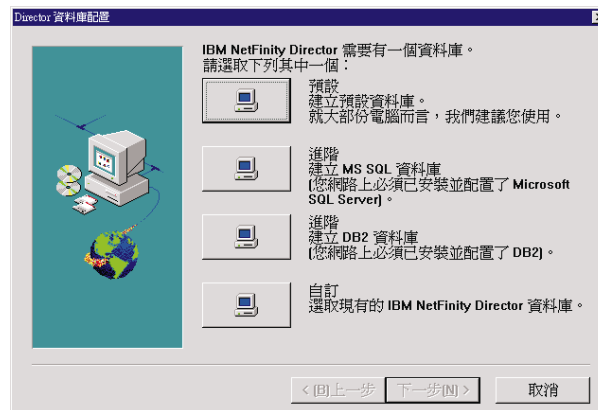 Director 資料庫配置
IBM NetFinity Director 需要有一個資料庫。
請選取下列其中一個：
預設
建立預設資料庫。
就大部份電腦而言，我們建議您使用。
進階
建立 MS SQL 資料庫
(您網路上必須已安裝並配置了 Microsoft
SQL Server)。
進階
建立 DB2 資料庫
(您網路上必須已安裝並配置了 DB2)。
自訂
選取現有的 IBM NetFinity Director 資料庫。
< (B)上一步 下一步(N) > 取消